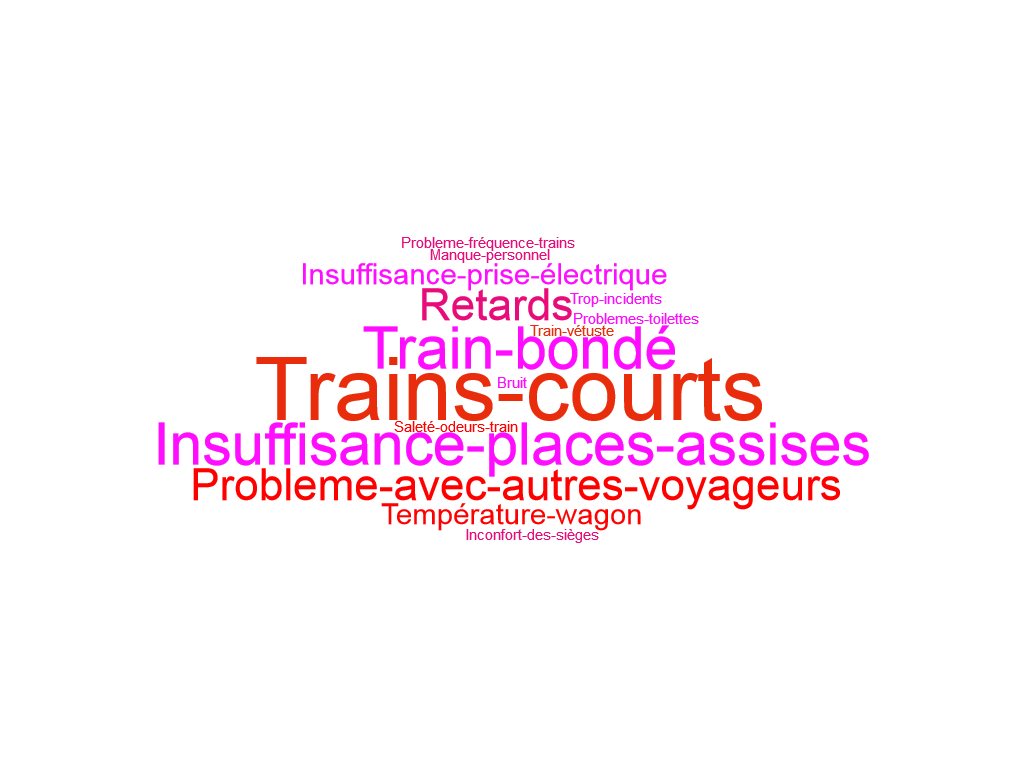 Probleme-fréquence-trains
Manque-personnel
Insuffisance-prise-électrique
Retards
Trop-incidents
Problemes-toilettes
Train-vétuste
Train-bondé
Trains-courts
Bruit
Saleté-odeurs-train
Insuffisance-places-assises
Probleme-avec-autres-voyageurs
Température-wagon
Inconfort-des-sièges